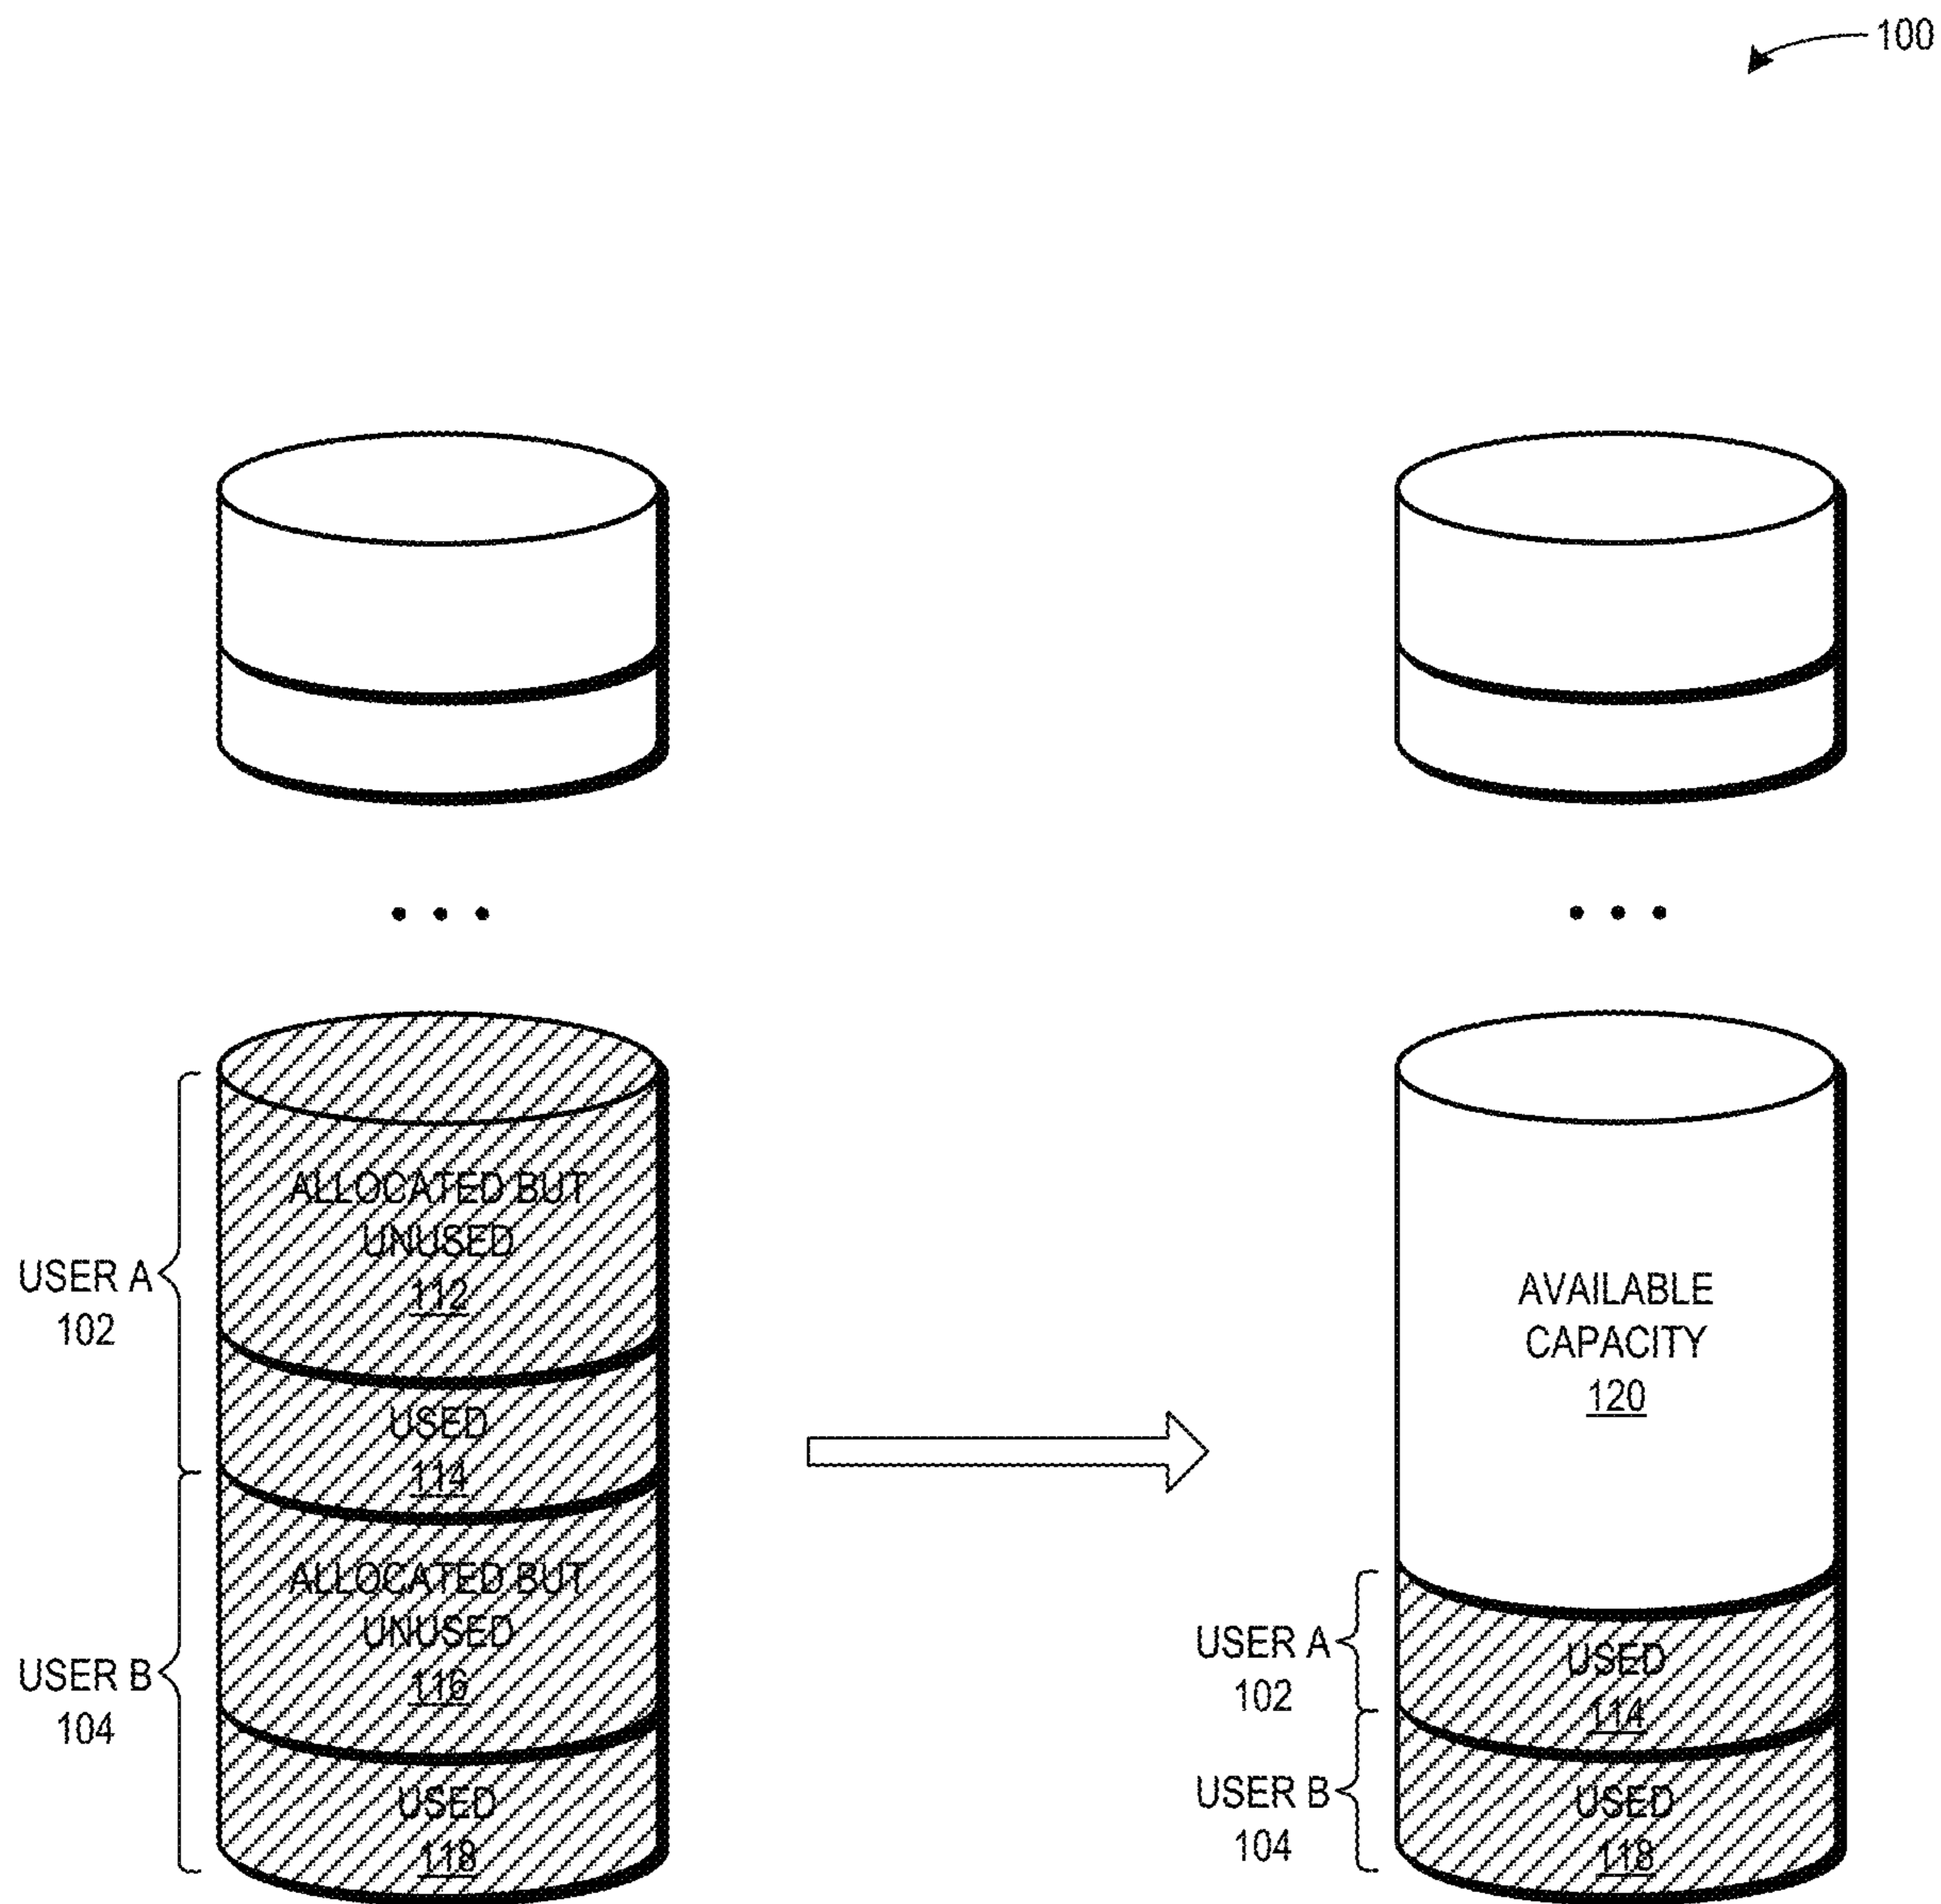 100
• • •
• • •
USER A
102
ALLOCATED BUT
UNUSED
112
USED
114
USER B
104
ALLOCATED BUT
UNUSED
116
USED
118
AVAILABLE
CAPACITY
120
USER A
102
USED
114
USER B
104
USED
118